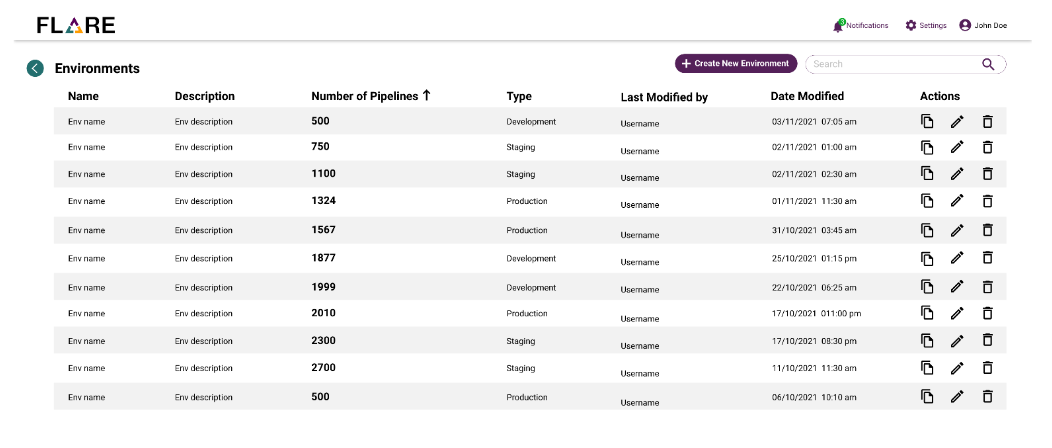 FLARE 3 Notifications Settings John Doe
Environments + Create New Environment Search
Name Description Number of Pipelines ↑ Type Last Modified by Date Modified Actions
Env name Env description 500 Development Username 03/11/2021 07:05 am
Env name Env description 750 Staging Username 02/11/2021 01:00 am
Env name Env description 1100 Staging Username 02/11/2021 02:30 am
Env name Env description 1324 Production Username 01/11/2021 11:30 am
Env name Env description 1567 Production Username 31/10/2021 03:45 am
Env name Env description 1877 Development Username 25/10/2021 01:15 pm
Env name Env description 1999 Development Username 22/10/2021 06:25 am
Env name Env description 2010 Production Username 17/10/2021 011:00 pm
Env name Env description 2300 Staging Username 17/10/2021 08:30 pm
Env name Env description 2700 Staging Username 11/10/2021 11:30 am
Env name Env description 500 Production Username 06/10/2021 10:10 am